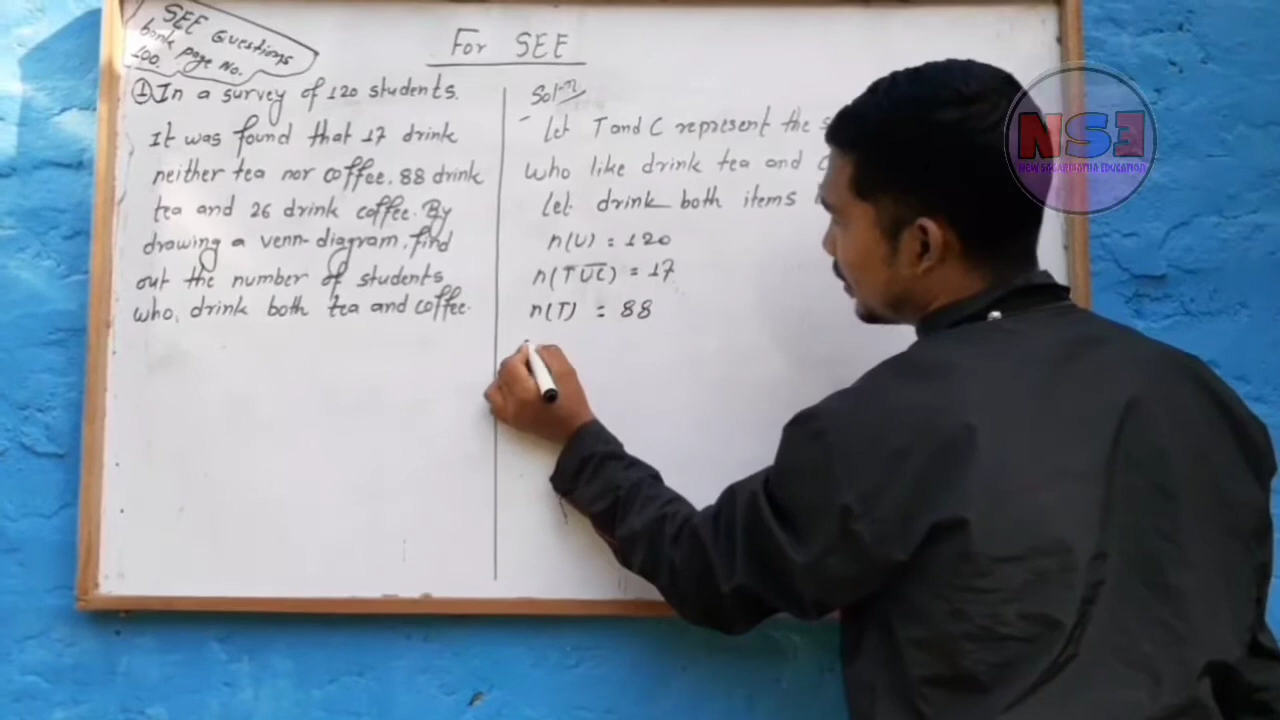 SEE Questions
bank page No.
100.
For SEE
① In a survey of 120 students.
It was found that 17 drink
neither tea nor coffee. 88 drink
tea and 26 drink coffee. By
drawing a venn-diagram, find
out the number of students
who, drink both tea and coffee.
Solⁿ
Let T and C represent the
who like drink tea and
Let drink both items
n(U) = 120
n(T̅U̅C̅) = 17
n(T) = 88
NSE
NEW SAGARMATHA EDUCATION